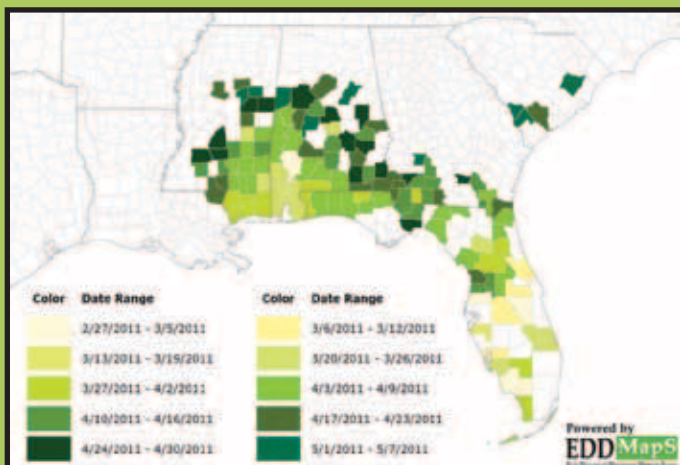 Color Date Range Color Date Range
2/27/2011 - 3/5/2011 3/6/2011 - 3/12/2011
3/13/2011 - 3/19/2011 3/20/2011 - 3/26/2011
3/27/2011 - 4/2/2011 4/3/2011 - 4/9/2011
4/10/2011 - 4/16/2011 4/17/2011 - 4/23/2011
4/24/2011 - 4/30/2011 5/1/2011 - 5/7/2011
Powered by
EDDMapS